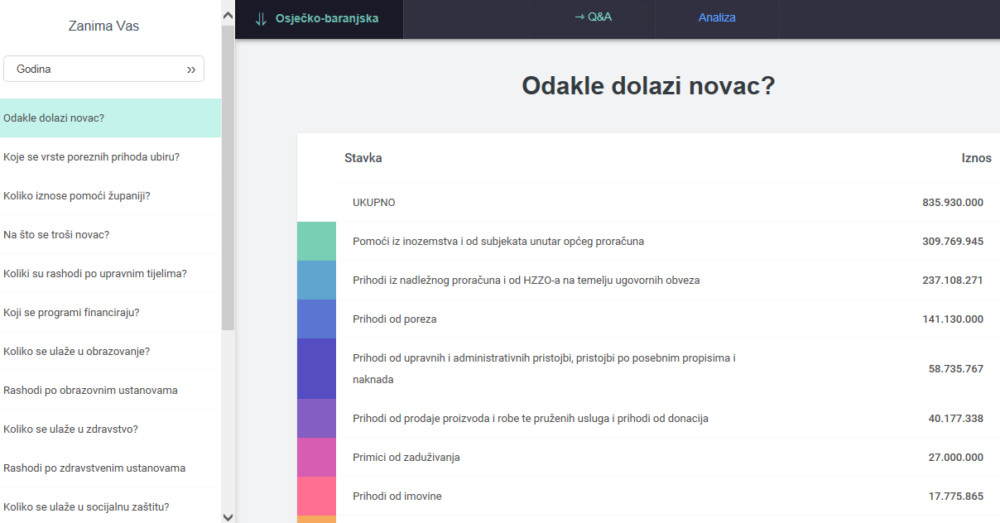 Zanima Vas
Godina ››
Odakle dolazi novac?
Koje se vrste poreznih prihoda ubiru?
Koliko iznose pomoći županiji?
Na što se troši novac?
Koliki su rashodi po upravnim tijelima?
Koji se programi financiraju?
Koliko se ulaže u obrazovanje?
Rashodi po obrazovnim ustanovama
Koliko se ulaže u zdravstvo?
Rashodi po zdravstvenim ustanovama
Koliko se ulaže u socijalnu zaštitu?
Osječko-baranjska
→ Q&A
Analiza
Odakle dolazi novac?
Stavka Iznos
UKUPNO 835.930.000
Pomoći iz inozemstva i od subjekata unutar općeg proračuna 309.769.945
Prihodi iz nadležnog proračuna i od HZZO-a na temelju ugovornih obveza 237.108.271
Prihodi od poreza 141.130.000
Prihodi od upravnih i administrativnih pristojbi, pristojbi po posebnim propisima i
naknada 58.735.767
Prihodi od prodaje proizvoda i robe te pruženih usluga i prihodi od donacija 40.177.338
Primici od zaduživanja 27.000.000
Prihodi od imovine 17.775.865